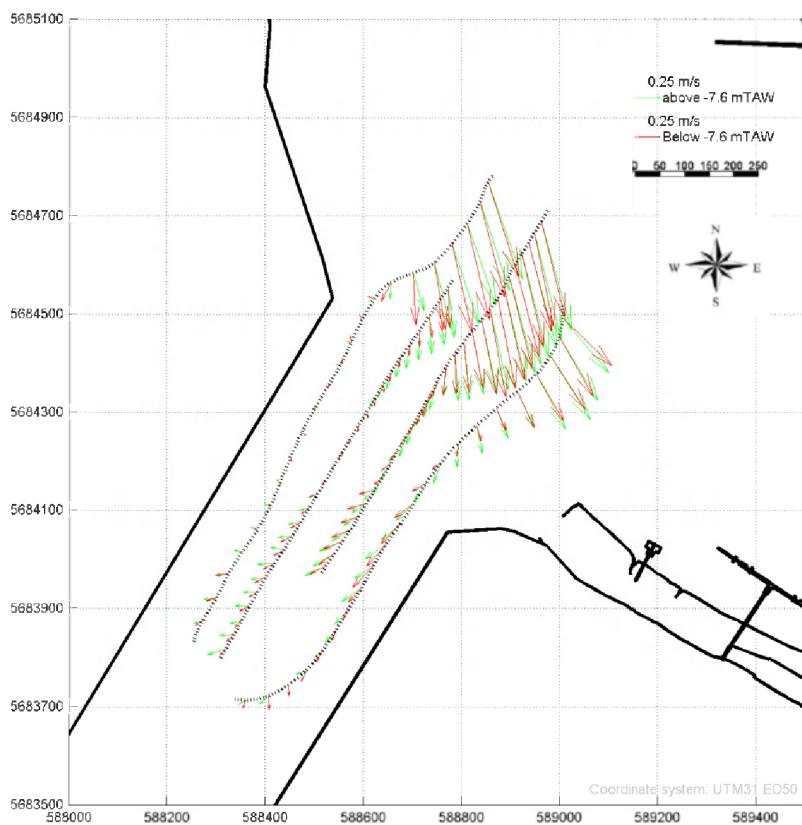 5685100
0.25 m/s
above -7.6 mTAW
5684900
0.25 m/s
Below -7.6 mTAW
0 50 100 150 200 250
5684700
N
W E
S
5684500
5684300
5684100
5683900
5683700
Coordinate system: UTM31 ED50
5683500
588000 588200 588400 588600 588800 589000 589200 589400